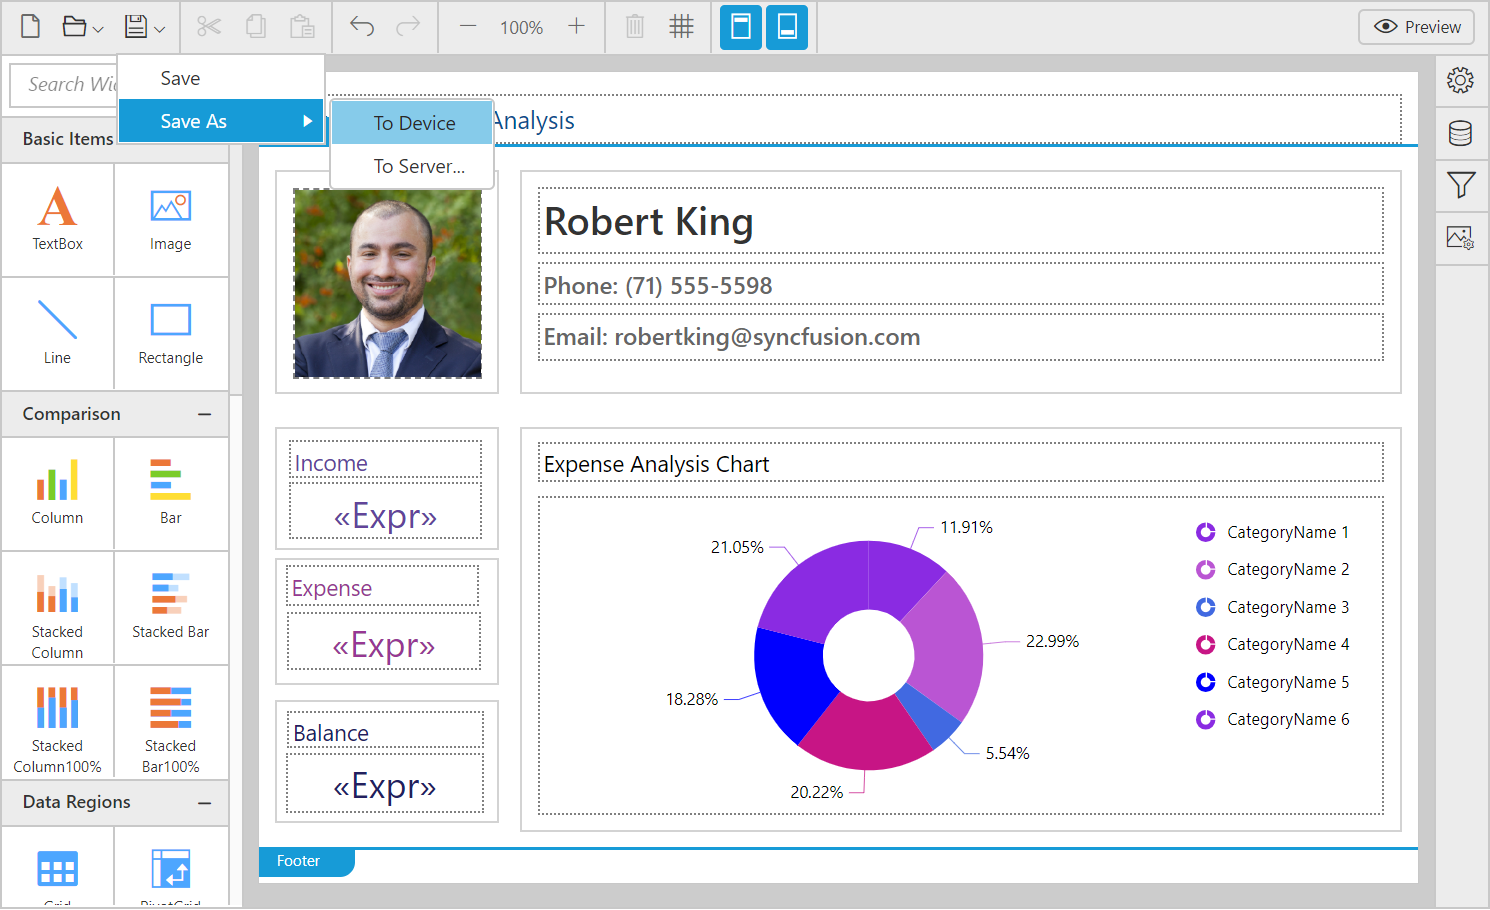 100%
Preview
Search Wi
Save
Save As
To Device
To Server...
Analysis
Basic Items
TextBox
Image
Line
Rectangle
Comparison
Column
Bar
Stacked
Column
Stacked Bar
Stacked
Column100%
Stacked
Bar100%
Data Regions
Grid
PivotGrid
Robert King
Phone: (71) 555-5598
Email: robertking@syncfusion.com
Income
«Expr»
Expense
«Expr»
Balance
«Expr»
Expense Analysis Chart
11.91%
21.05%
22.99%
18.28%
5.54%
20.22%
CategoryName 1
CategoryName 2
CategoryName 3
CategoryName 4
CategoryName 5
CategoryName 6
Footer